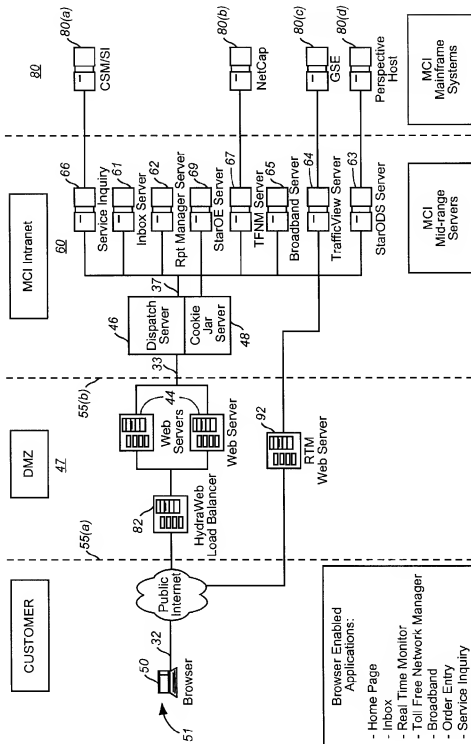 CUSTOMER
DMZ
47
MCI Intranet
60
80
55(a)
55(b)
50
Browser
51
32
Public
Internet
82
HydraWeb
Load Balancer
44
Web
Servers
Web Server
92
RTM
Web Server
33
46
Dispatch
Server
Cookie
Jar
Server
48
37
66
Service Inquiry
61
Inbox Server
62
Rpt Manager Server
69
StarOE Server
67
TFNM Server
65
Broadband Server
64
TrafficView Server
63
StarODS Server
80(a)
CSM/SI
80(b)
NetCap
80(c)
GSE
80(d)
Perspective
Host
MCI
Mid-range
Servers
MCI
Mainframe
Systems
Browser Enabled
Applications:
- Home Page
- Inbox
- Real Time Monitor
- Toll Free Network Manager
- Broadband
- Order Entry
- Service Inquiry